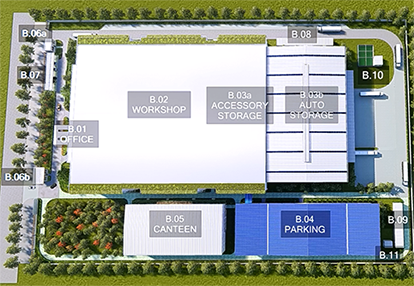 B.06a
B.08
B.07
B.10
B.02
WORKSHOP
B.03a
ACCESSORY
STORAGE
B.03b
AUTO
STORAGE
B.01
OFFICE
B.06b
B.05
CANTEEN
B.04
PARKING
B.09
B.11